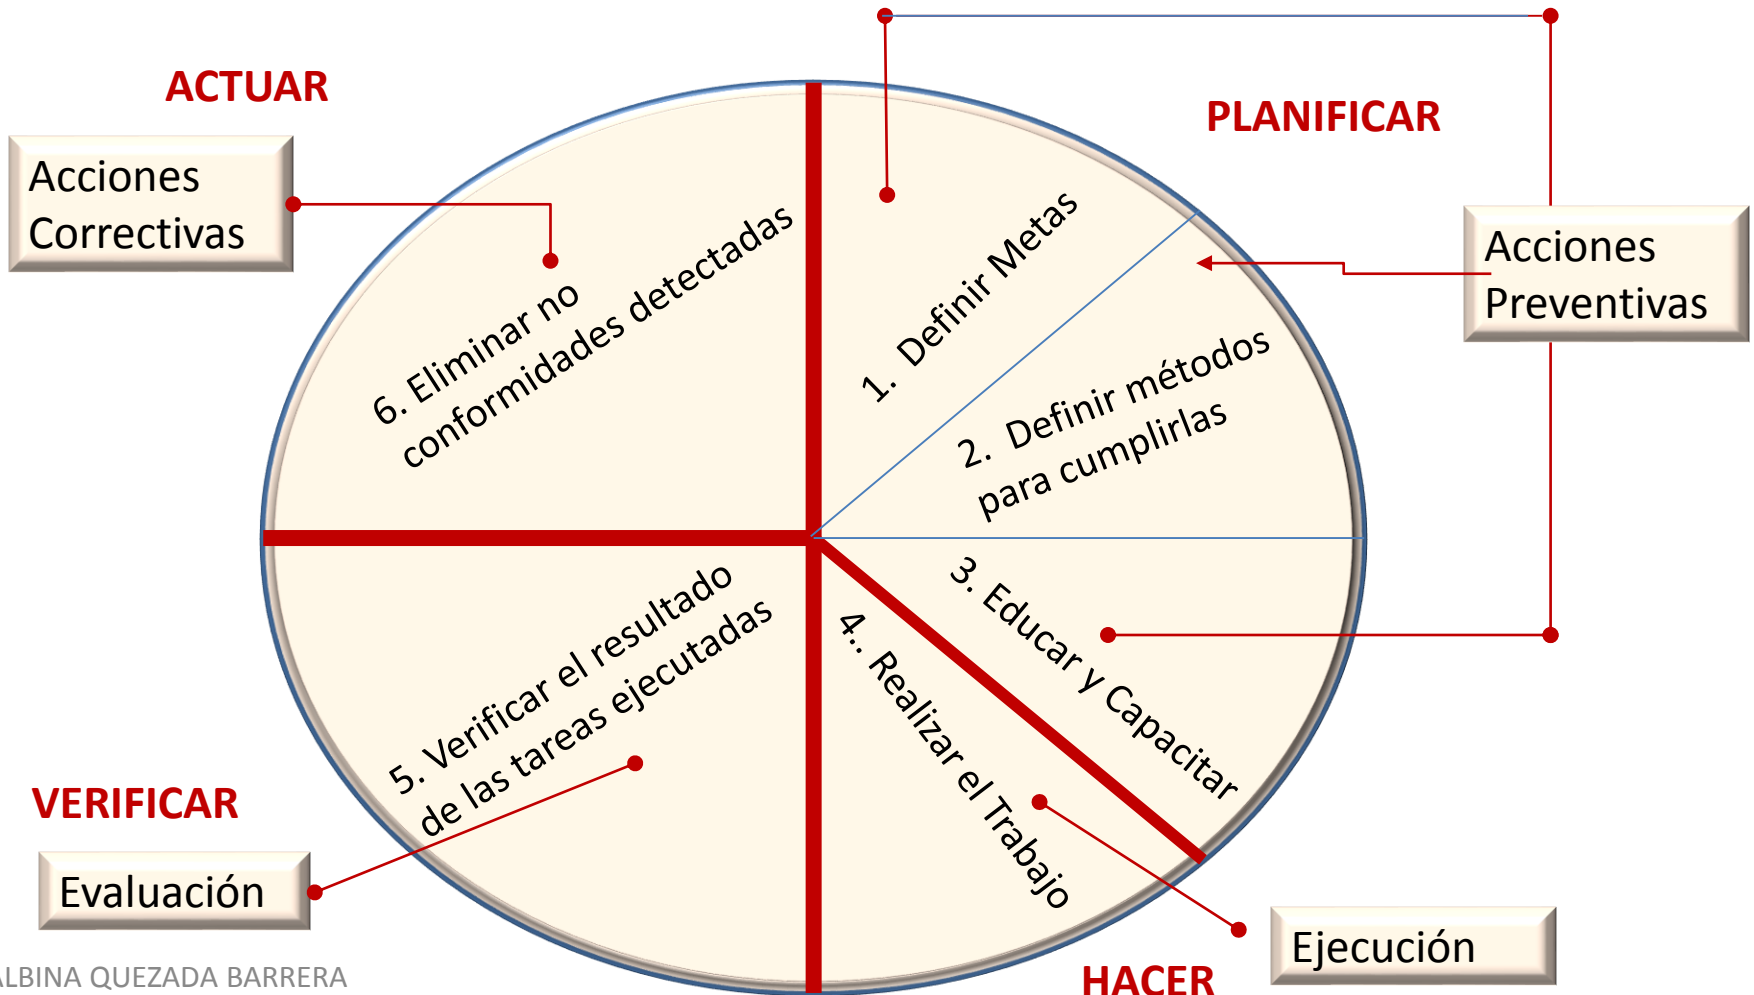 ACTUAR
PLANIFICAR
Acciones
Correctivas
Acciones
Preventivas
1. Definir Metas
2. Definir métodos
para cumplirlas
3. Educar y Capacitar
4.. Realizar el Trabajo
5. Verificar el resultado
de las tareas ejecutadas
6. Eliminar no
conformidades detectadas
VERIFICAR
Evaluación
HACER
Ejecución
ALBINA QUEZADA BARRERA